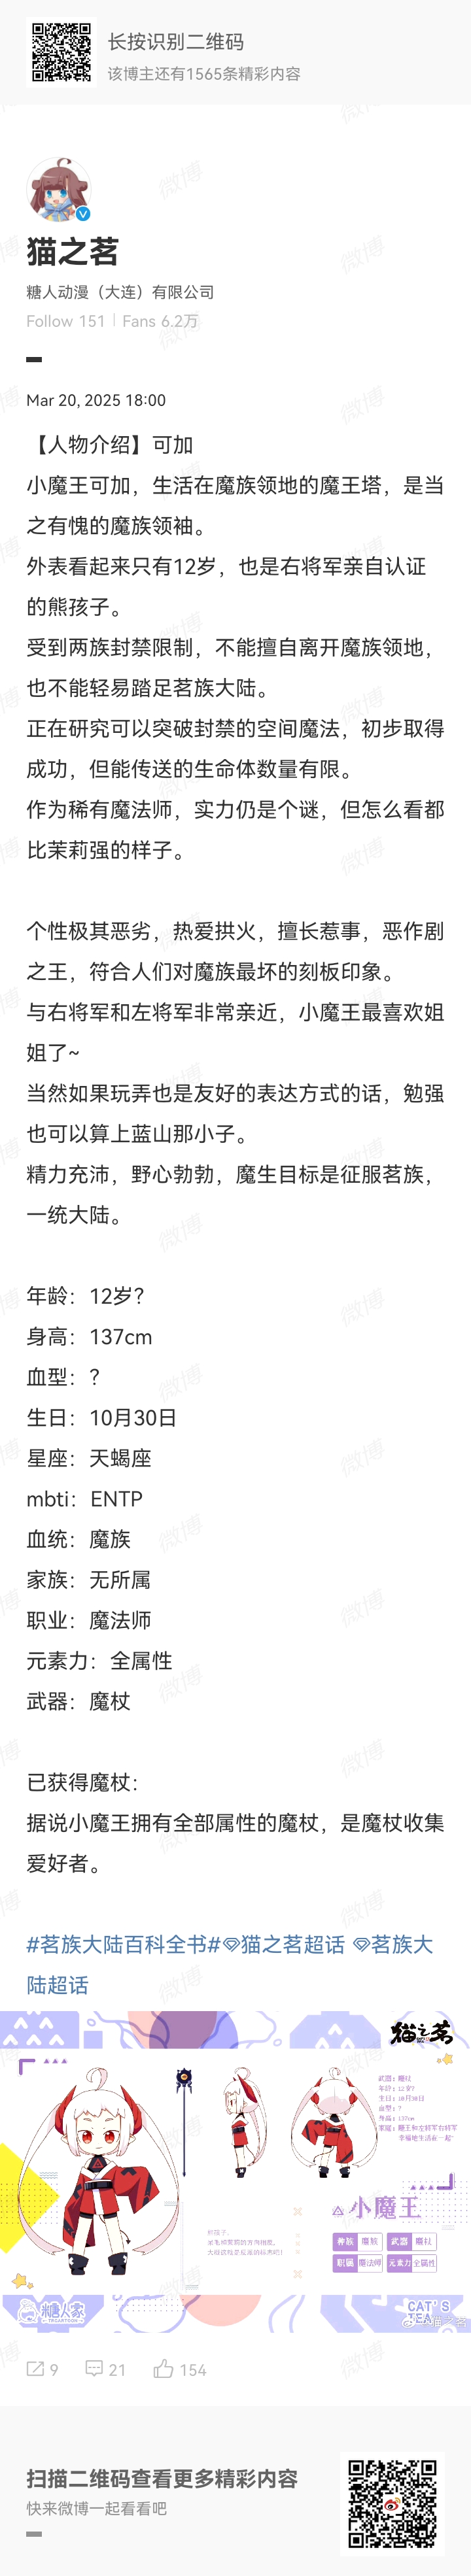 长按识别二维码
该博主还有1565条精彩内容
猫之茗
糖人动漫（大连）有限公司
Follow 151 | Fans 6.2万
Mar 20, 2025 18:00
【人物介绍】可加
小魔王可加，生活在魔族领地的魔王塔，是当
之有愧的魔族领袖。
外表看起来只有12岁，也是右将军亲自认证
的熊孩子。
受到两族封禁限制，不能擅自离开魔族领地，
也不能轻易踏足茗族大陆。
正在研究可以突破封禁的空间魔法，初步取得
成功，但能传送的生命体数量有限。
作为稀有魔法师，实力仍是个谜，但怎么看都
比茉莉强的样子。
个性极其恶劣，热爱拱火，擅长惹事，恶作剧
之王，符合人们对魔族最坏的刻板印象。
与右将军和左将军非常亲近，小魔王最喜欢姐
姐了~
当然如果玩弄也是友好的表达方式的话，勉强
也可以算上蓝山那小子。
精力充沛，野心勃勃，魔生目标是征服茗族，
一统大陆。
年龄：12岁？
身高：137cm
血型：？
生日：10月30日
星座：天蝎座
mbti：ENTP
血统：魔族
家族：无所属
职业：魔法师
元素力：全属性
武器：魔杖
已获得魔杖：
据说小魔王拥有全部属性的魔杖，是魔杖收集
爱好者。
#茗族大陆百科全书#猫之茗超话 茗族大
陆超话
猫之茗
武器：魔杖
年龄：12岁？
生日：10月30日
血型：？
身高：137cm
小魔王
种族 魔族 武器 魔杖
职业 魔法师 元素力 全属性
糖人家
TRCARTOON
CAT'S
TEA
9 21 154
扫描二维码查看更多精彩内容
快来微博一起看看吧